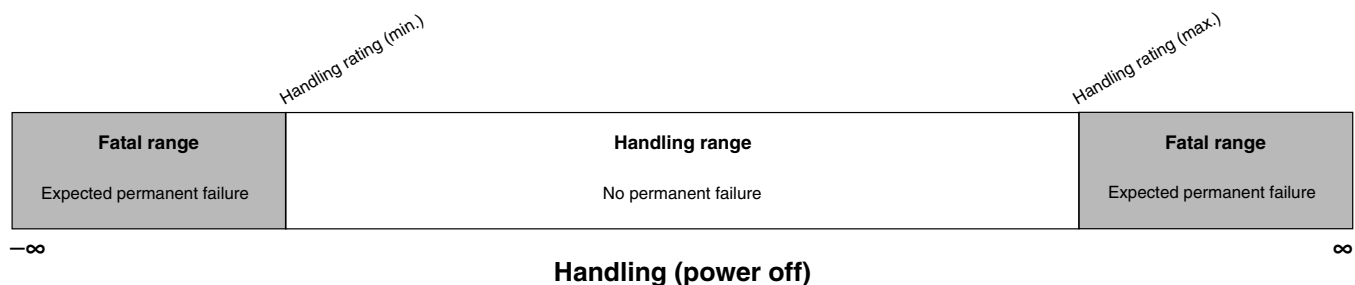 Handling rating (min.)
Handling rating (max.)
Fatal range
Handling range
Fatal range
Expected permanent failure
No permanent failure
Expected permanent failure
–∞
∞
Handling (power off)